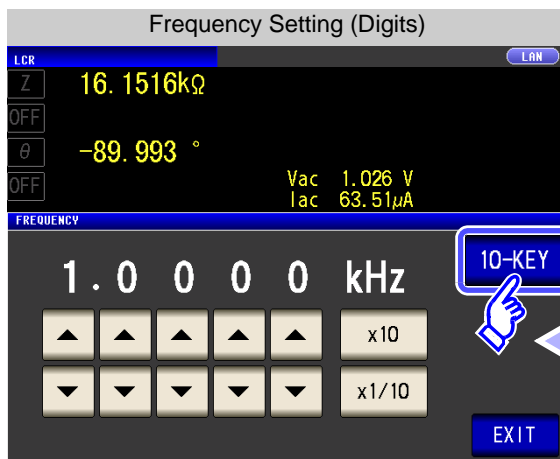 Frequency Setting (Digits)
LCR
LAN
Z 16.1516kΩ
OFF
θ -89.993 °
OFF
Vac 1.026 V
Iac 63.51μA
FREQUENCY
1.0000 kHz
10-KEY
x10
x1/10
EXIT